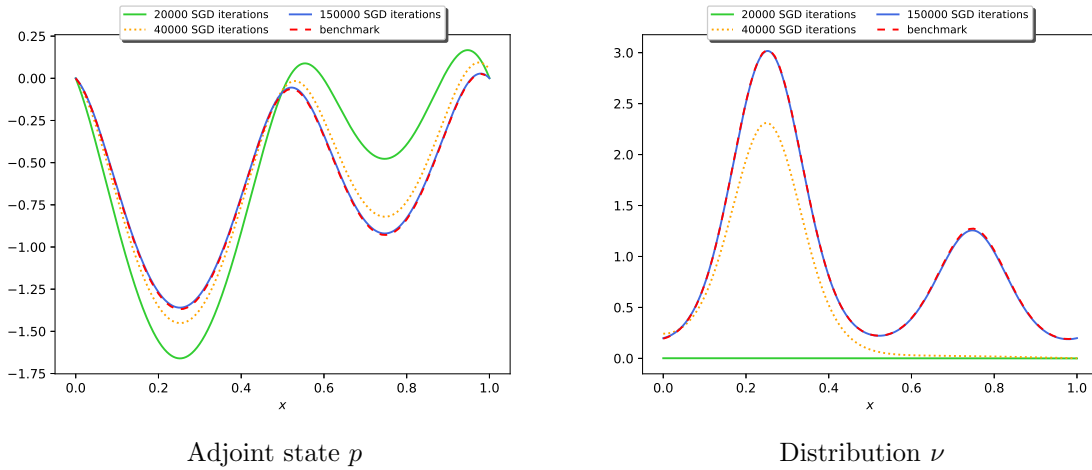 20000 SGD iterations
40000 SGD iterations
150000 SGD iterations
benchmark
0.25
0.00
−0.25
−0.50
−0.75
−1.00
−1.25
−1.50
−1.75
0.0 0.2 0.4 0.6 0.8 1.0
x
Adjoint state p
20000 SGD iterations
40000 SGD iterations
150000 SGD iterations
benchmark
3.0
2.5
2.0
1.5
1.0
0.5
0.0
0.0 0.2 0.4 0.6 0.8 1.0
x
Distribution ν